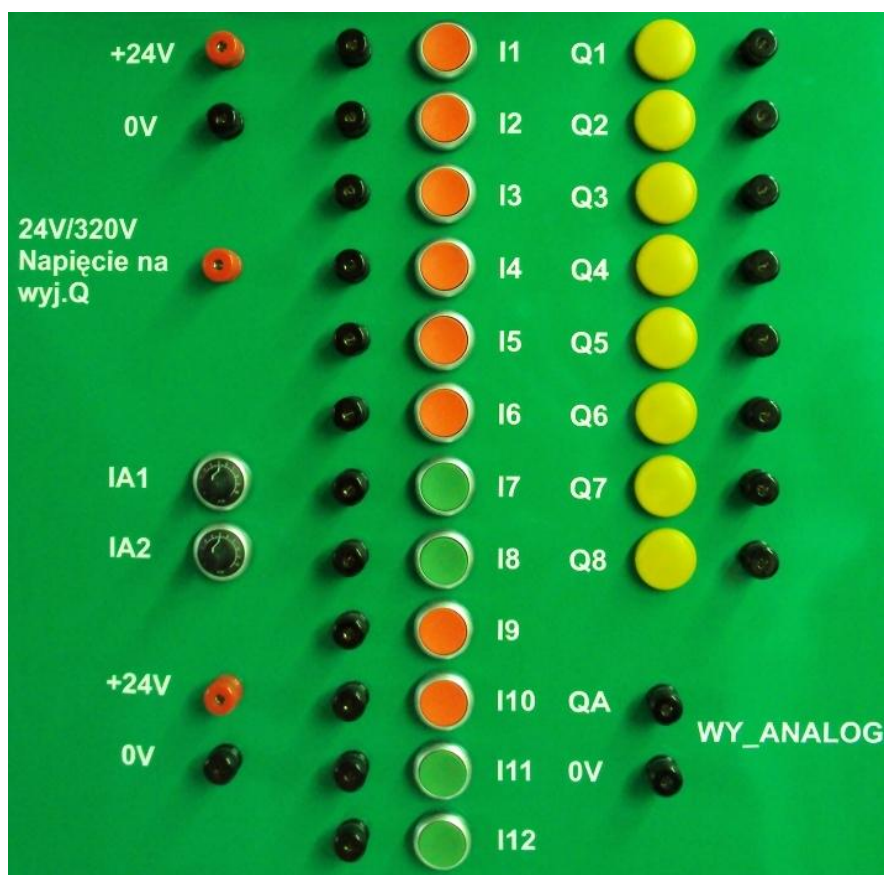 +24V
0V
24V/320V
Napięcie na
wyj.Q
IA1
IA2
+24V
0V
I1
I2
I3
I4
I5
I6
I7
I8
I9
I10
I11
I12
Q1
Q2
Q3
Q4
Q5
Q6
Q7
Q8
QA
0V
WY_ANALOG